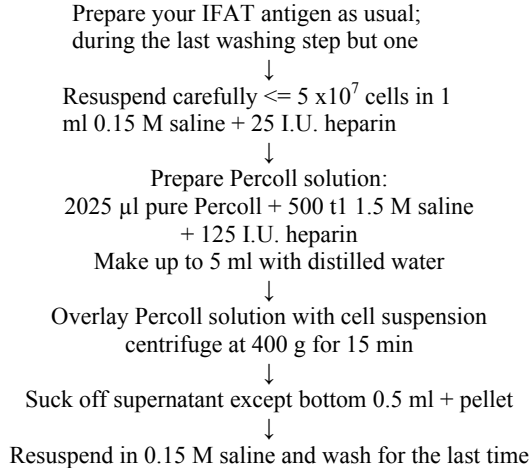 Prepare your IFAT antigen as usual;
during the last washing step but one
↓
Resuspend carefully <= 5 x10⁷ cells in 1
ml 0.15 M saline + 25 I.U. heparin
↓
Prepare Percoll solution:
2025 µl pure Percoll + 500 t1 1.5 M saline
+ 125 I.U. heparin
Make up to 5 ml with distilled water
↓
Overlay Percoll solution with cell suspension
centrifuge at 400 g for 15 min
↓
Suck off supernatant except bottom 0.5 ml + pellet
↓
Resuspend in 0.15 M saline and wash for the last time